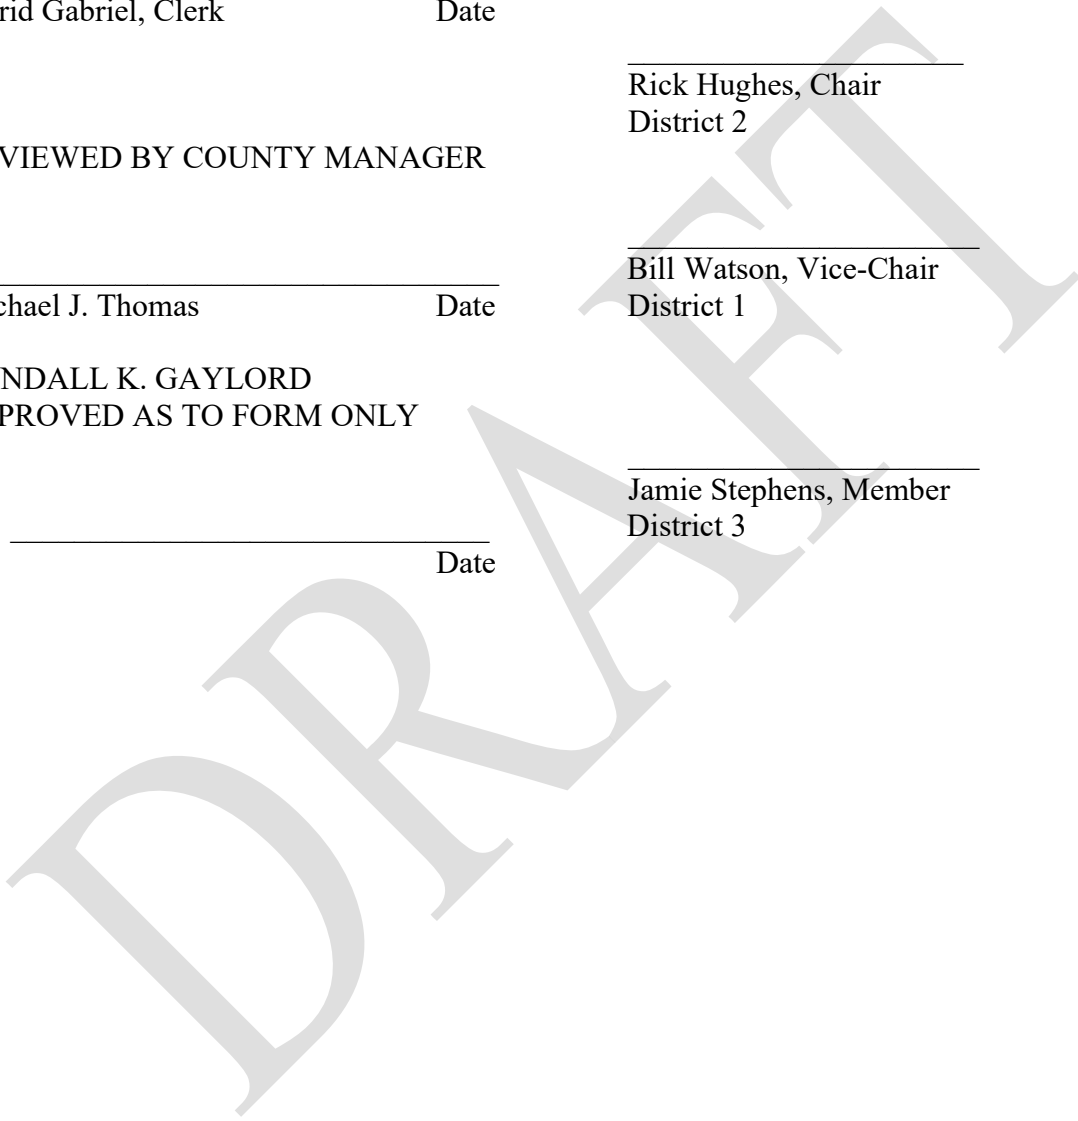 rid Gabriel, Clerk Date
Rick Hughes, Chair
District 2
VIEWED BY COUNTY MANAGER
Bill Watson, Vice-Chair
chael J. Thomas Date District 1
NDALL K. GAYLORD
PROVED AS TO FORM ONLY
Jamie Stephens, Member
District 3
Date
DRAFT